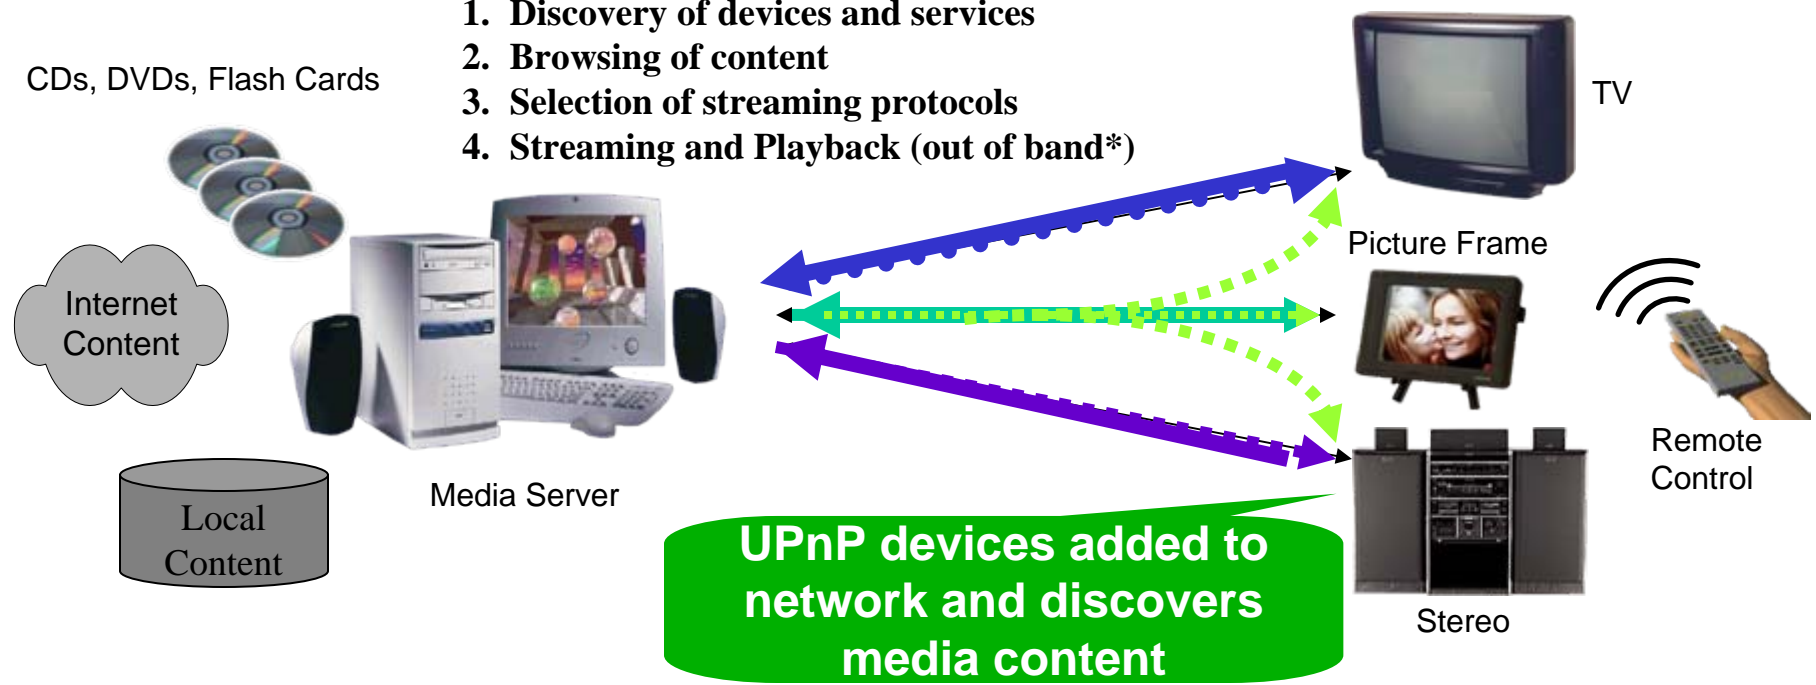 1. Discovery of devices and services
2. Browsing of content
3. Selection of streaming protocols
4. Streaming and Playback (out of band*)
CDs, DVDs, Flash Cards
TV
Picture Frame
Internet
Content
Remote
Control
Media Server
Local
Content
UPnP devices added to
network and discovers
media content
Stereo